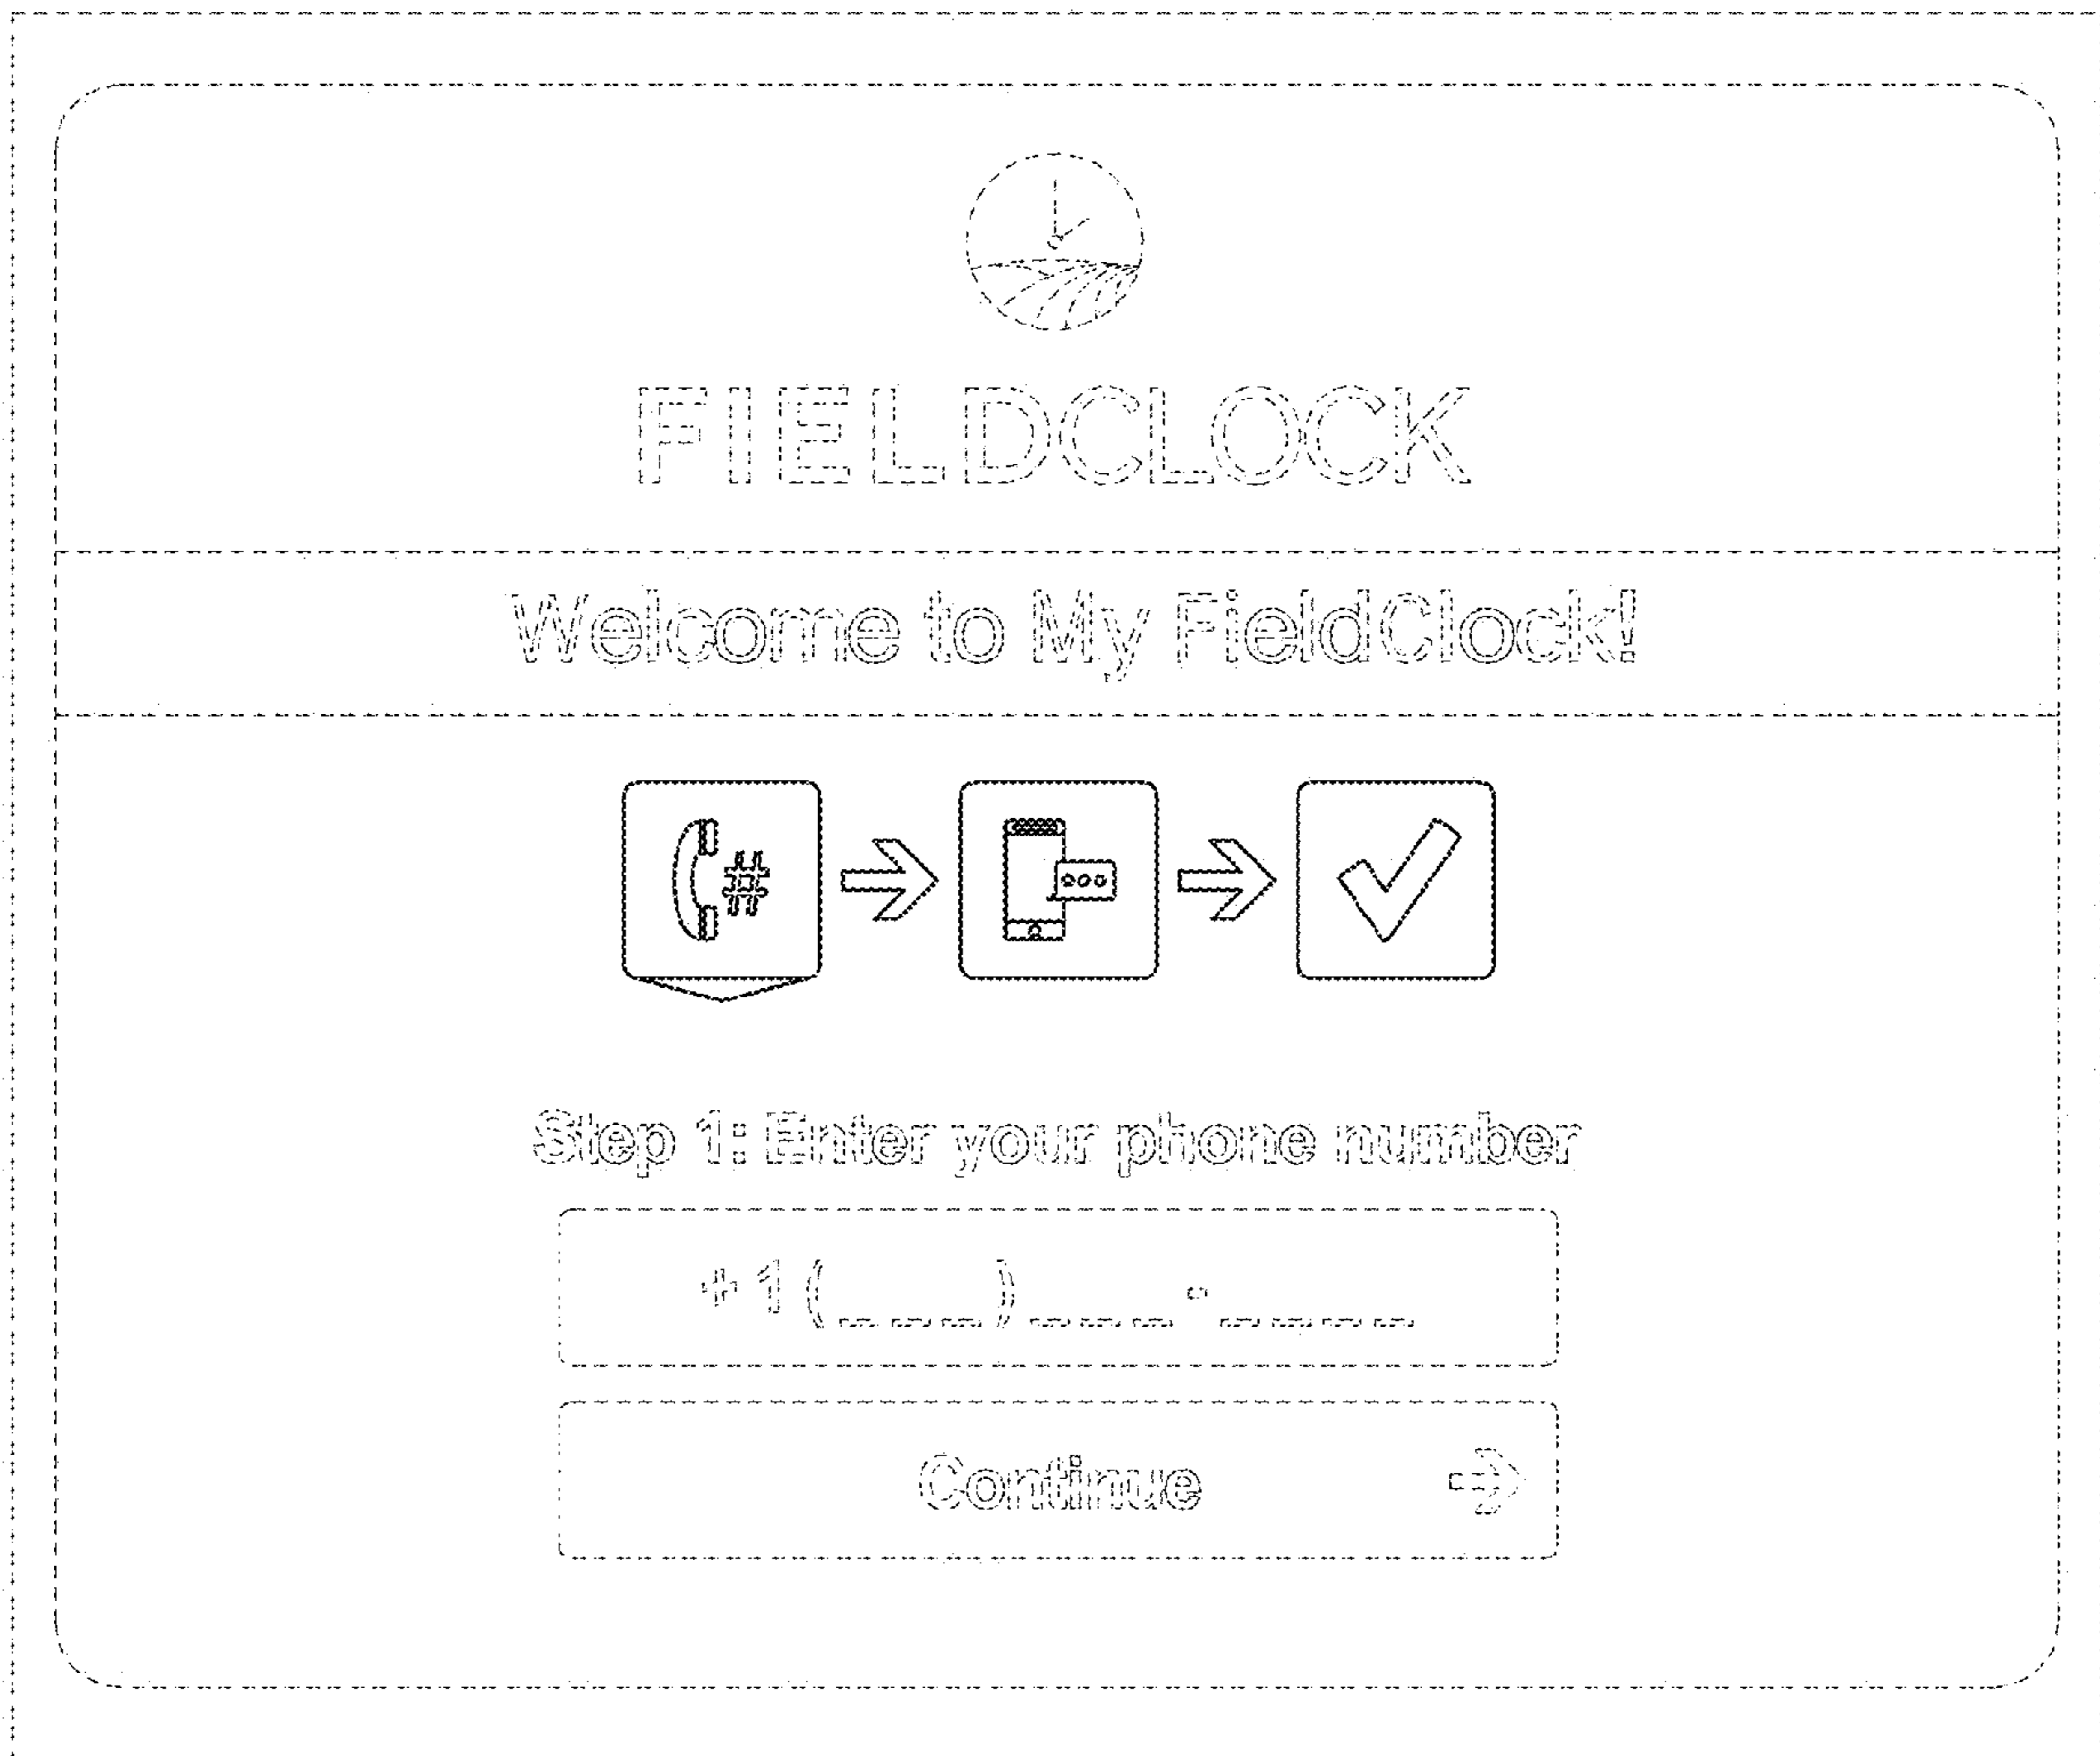 FIELDCLOCK
Welcome to My FieldClock!
#
Step 1: Enter your phone number
+1(___)___-____
Continue